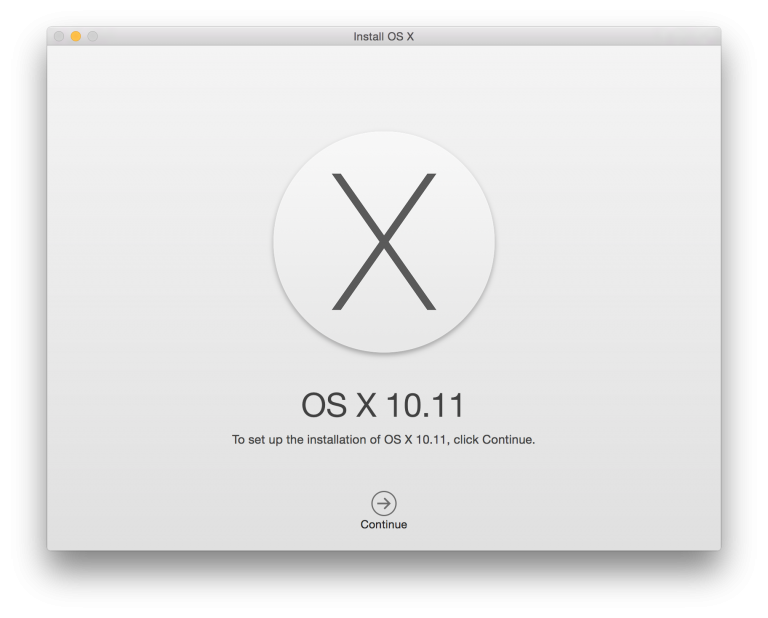 Install OS X
X
OS X 10.11
To set up the installation of OS X 10.11, click Continue.
Continue